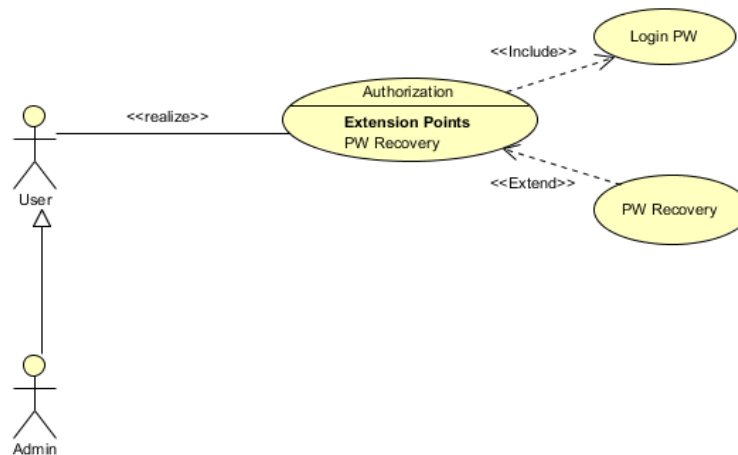 Login PW
<<Include>>
Authorization
<<realize>>
Extension Points
PW Recovery
<<Extend>>
User
PW Recovery
Admin